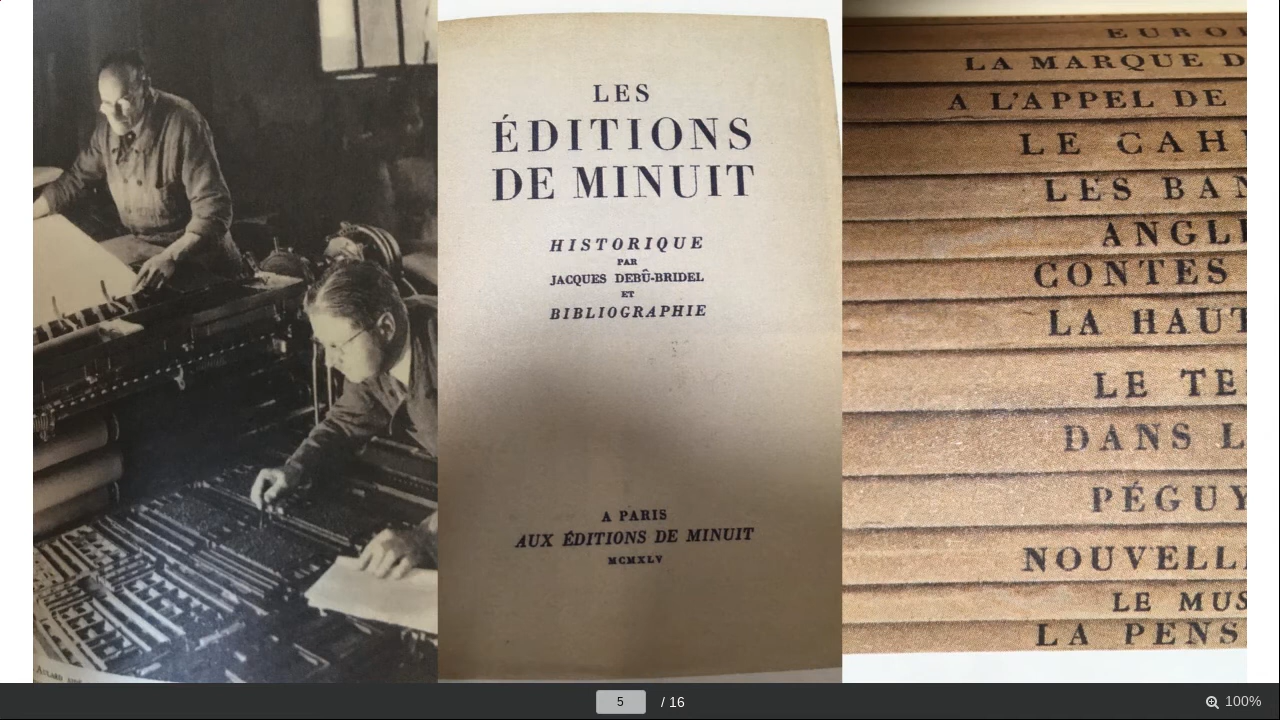 LES
ÉDITIONS
DE MINUIT
HISTORIQUE
PAR
JACQUES DEBÛ-BRIDEL
ET
BIBLIOGRAPHIE
A PARIS
AUX ÉDITIONS DE MINUIT
MCMXLV
EUROP
LA MARQUE D
A L'APPEL DE
LE CAH
LES BAN
ANGL
CONTES
LA HAUT
LE TE
DANS L
PÉGUY
NOUVELL
LE MUS
LA PENS
5 / 16
100%